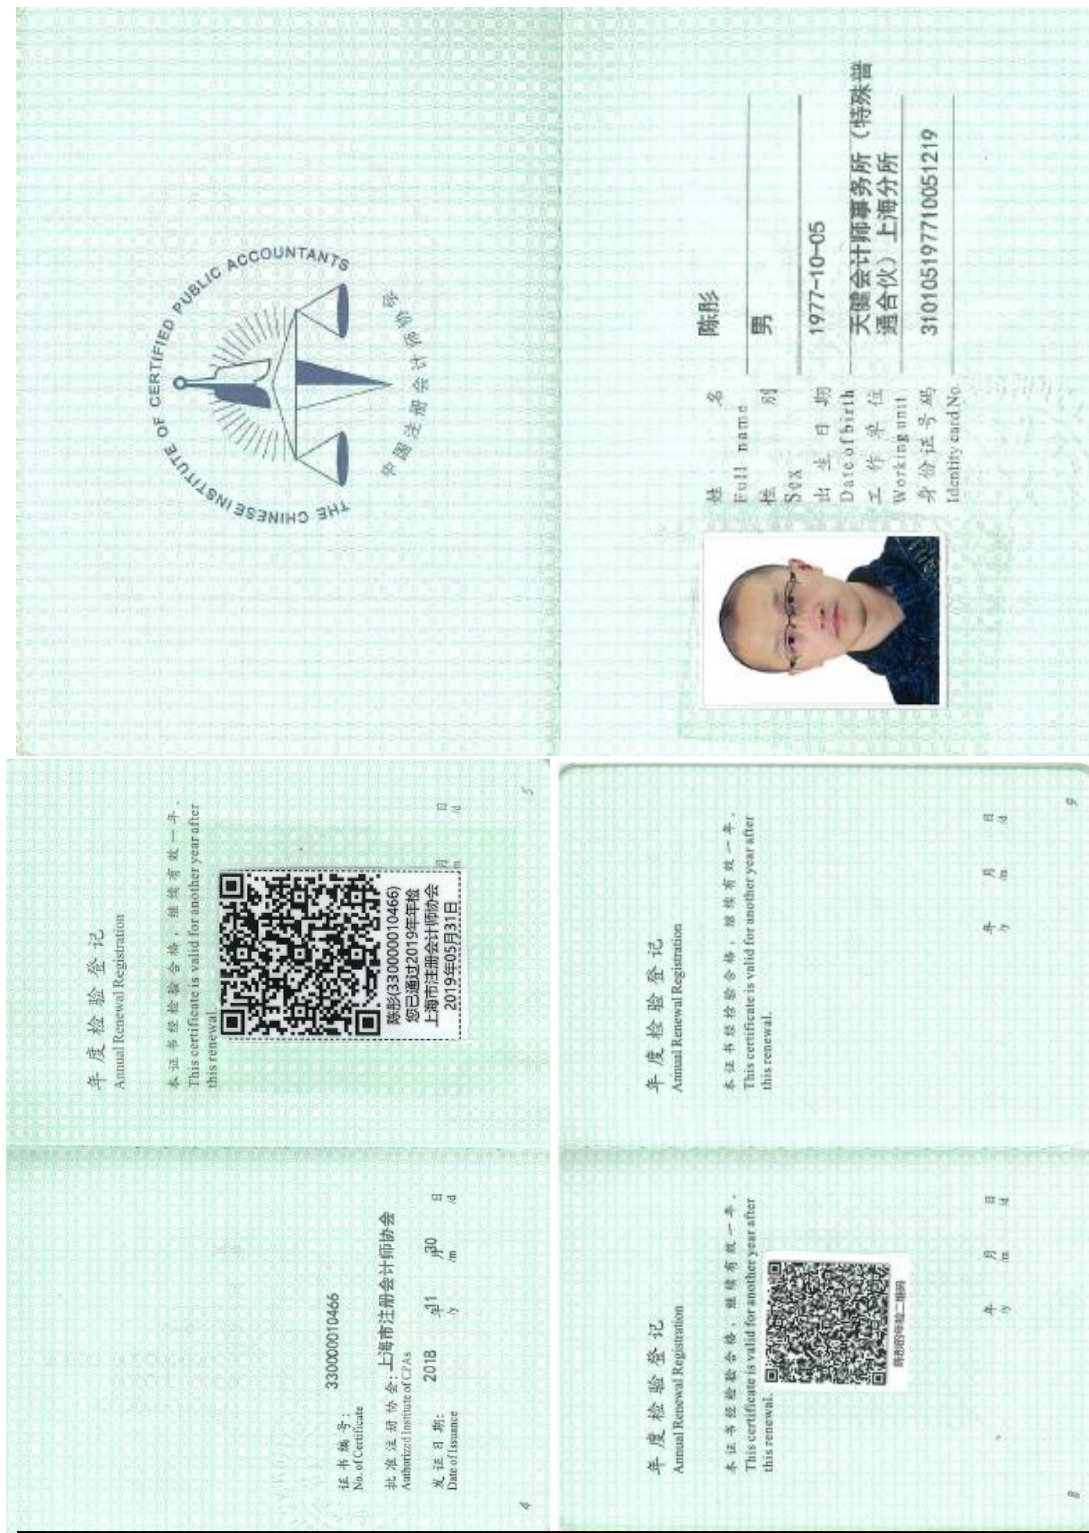 THE CHINESE INSTITUTE OF CERTIFIED PUBLIC ACCOUNTANTS
中国注册会计师协会
姓 名 陈彤
Full name
性 别 男
Sex
出生日期 1977-10-05
Date of birth
工作单位 天健会计师事务所（特殊普
Working unit 通合伙）上海分所
身份证号码 310105197710051219
Identity card No.
年度检验登记
Annual Renewal Registration
本证书经检验合格，继续有效一年。
This certificate is valid for another year after
this renewal.
陈彤(330000010466)
您已通过2019年年检
上海市注册会计师协会
2019年05月31日
月 日
/m /d
5
证书编号： 330000010466
No. of Certificate
批准注册协会：上海市注册会计师协会
Authorized Institute of CPAs
发证日期： 2018 年11 月30 日
Date of Issuance /y /m /d
4
年度检验登记
Annual Renewal Registration
本证书经检验合格，继续有效一年。
This certificate is valid for another year after
this renewal.
年 月 日
/y /m /d
9
年度检验登记
Annual Renewal Registration
本证书经检验合格，继续有效一年。
This certificate is valid for another year after
this renewal.
陈彤的年检二维码
年 月 日
/y /m /d
8